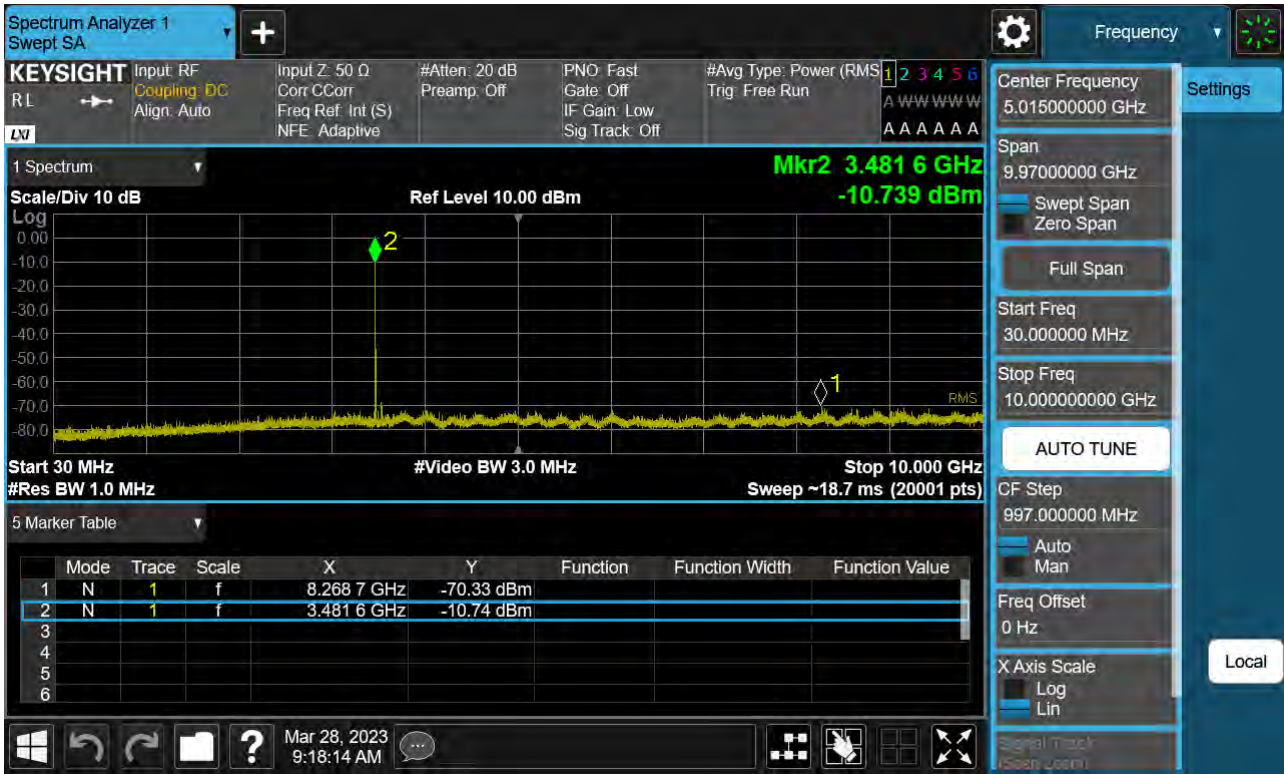 Spectrum Analyzer 1
Swept SA
+
Frequency
KEYSIGHT
RL
LXI
Input: RF
Coupling: DC
Align: Auto
Input Z: 50 Ω
Corr CCorr
Freq Ref: Int (S)
NFE: Adaptive
#Atten: 20 dB
Preamp: Off
PNO: Fast
Gate: Off
IF Gain: Low
Sig Track: Off
#Avg Type: Power (RMS
Trig: Free Run
1 2 3 4 5 6
A W W W W W
A A A A A A
1 Spectrum
Mkr2 3.481 6 GHz
-10.739 dBm
Scale/Div 10 dB
Ref Level 10.00 dBm
Log
0.00
-10.0
-20.0
-30.0
-40.0
-50.0
-60.0
-70.0
-80.0
2
1
RMS
Start 30 MHz
#Video BW 3.0 MHz
Stop 10.000 GHz
#Res BW 1.0 MHz
Sweep ~18.7 ms (20001 pts)
5 Marker Table
Mode Trace Scale X Y Function Function Width Function Value
1 N 1 f 8.268 7 GHz -70.33 dBm
2 N 1 f 3.481 6 GHz -10.74 dBm
3
4
5
6
?
Mar 28, 2023
9:18:14 AM
Center Frequency
5.015000000 GHz
Settings
Span
9.97000000 GHz
Swept Span
Zero Span
Full Span
Start Freq
30.000000 MHz
Stop Freq
10.000000000 GHz
AUTO TUNE
CF Step
997.000000 MHz
Auto
Man
Freq Offset
0 Hz
X Axis Scale
Log
Lin
Local
Signal Track
(Span Zoom)